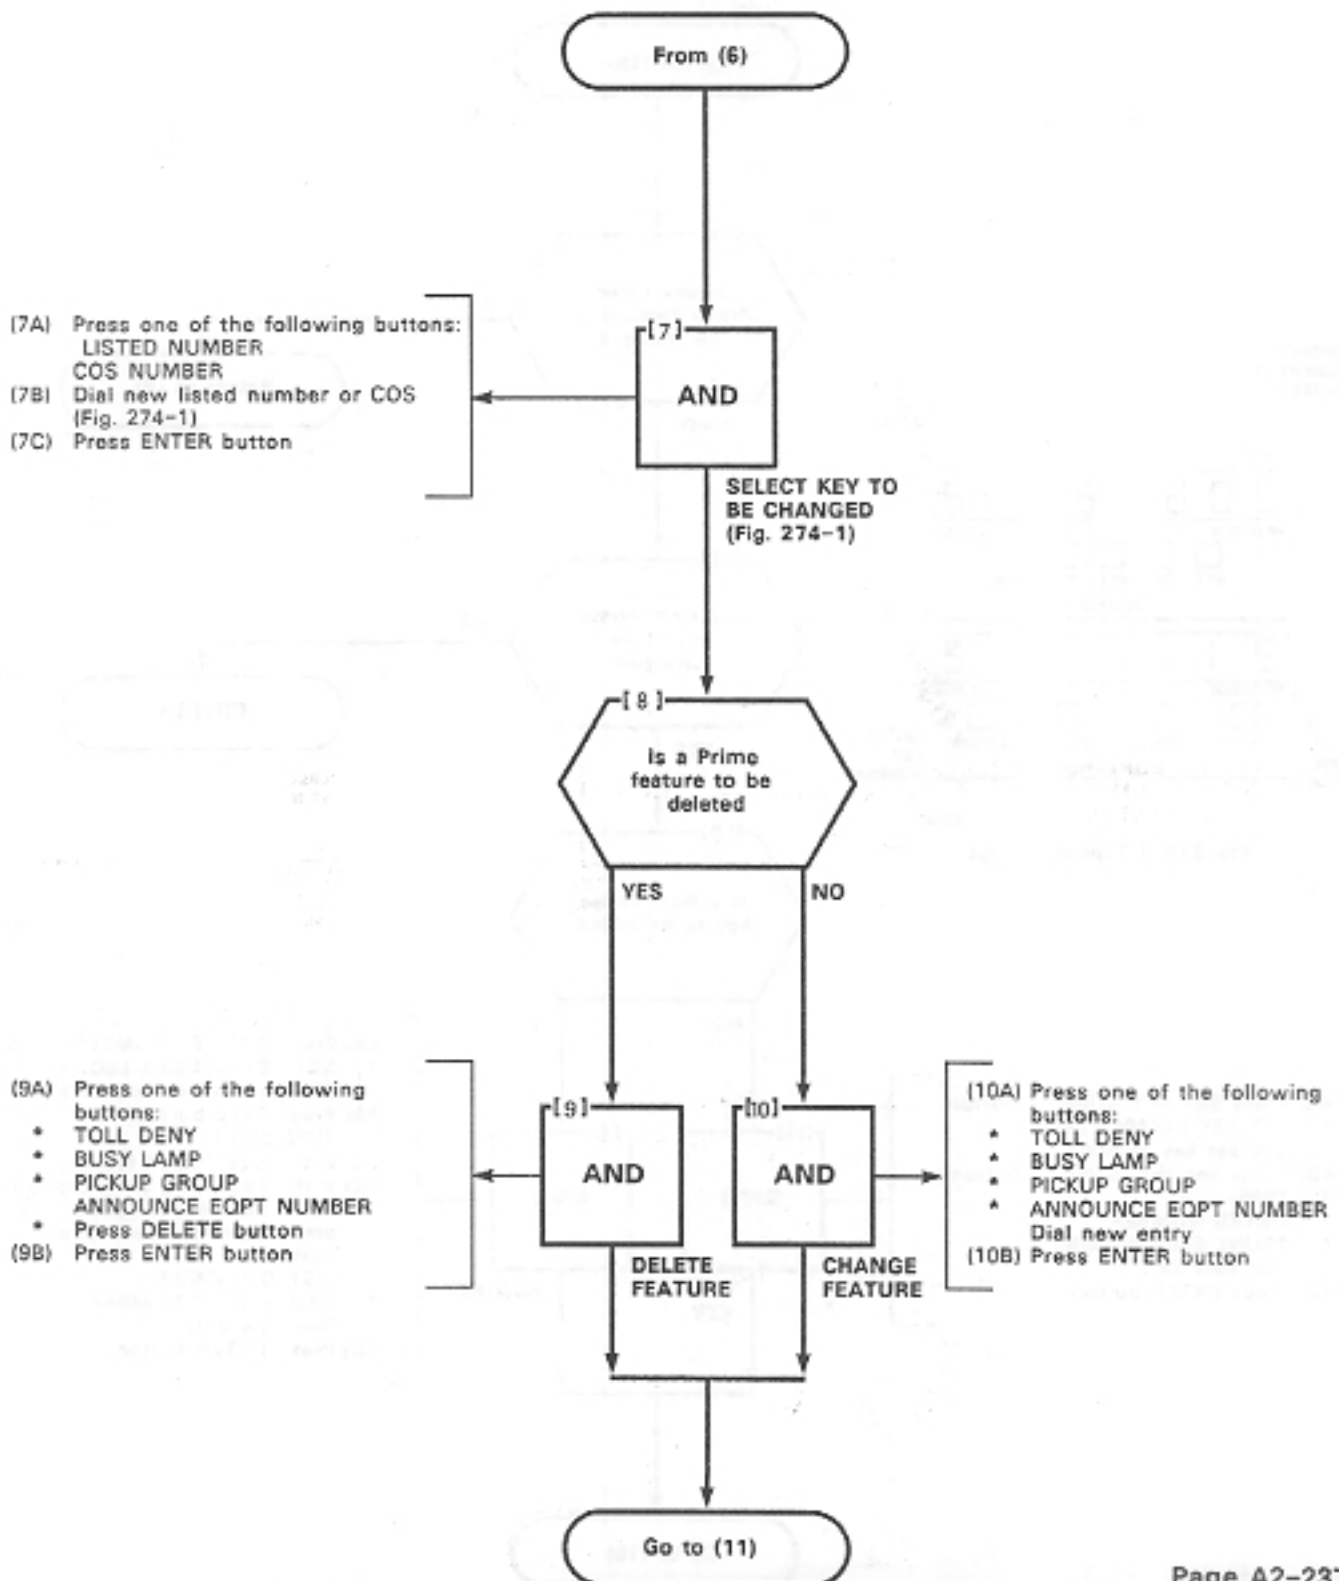 From (6)
[7]
(7A) Press one of the following buttons:
LISTED NUMBER
COS NUMBER
(7B) Dial new listed number or COS
(Fig. 274-1)
(7C) Press ENTER button
AND
SELECT KEY TO
BE CHANGED
(Fig. 274-1)
[8]
Is a Prime
feature to be
deleted
YES
NO
(9A) Press one of the following
buttons:
* TOLL DENY
* BUSY LAMP
* PICKUP GROUP
ANNOUNCE EQPT NUMBER
* Press DELETE button
(9B) Press ENTER button
[9]
AND
DELETE
FEATURE
[10]
AND
CHANGE
FEATURE
(10A) Press one of the following
buttons:
* TOLL DENY
* BUSY LAMP
* PICKUP GROUP
* ANNOUNCE EQPT NUMBER
Dial new entry
(10B) Press ENTER button
Go to (11)
Page A2-237